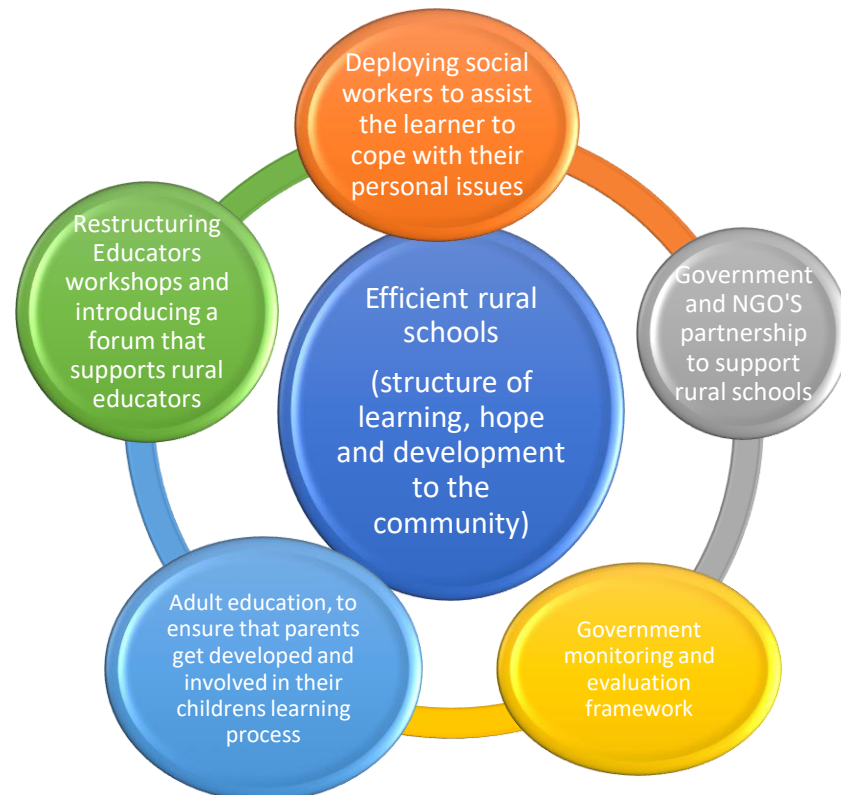 Deploying social
workers to assist
the learner to
cope with their
personal issues
Government
and NGO'S
partnership
to support
rural schools
Government
monitoring and
evaluation
framework
Adult education, to
ensure that parents
get developed and
involved in their
childrens learning
process
Restructuring
Educators
workshops and
introducing a
forum that
supports rural
educators
Efficient rural
schools
(structure of
learning, hope
and development
to the
community)